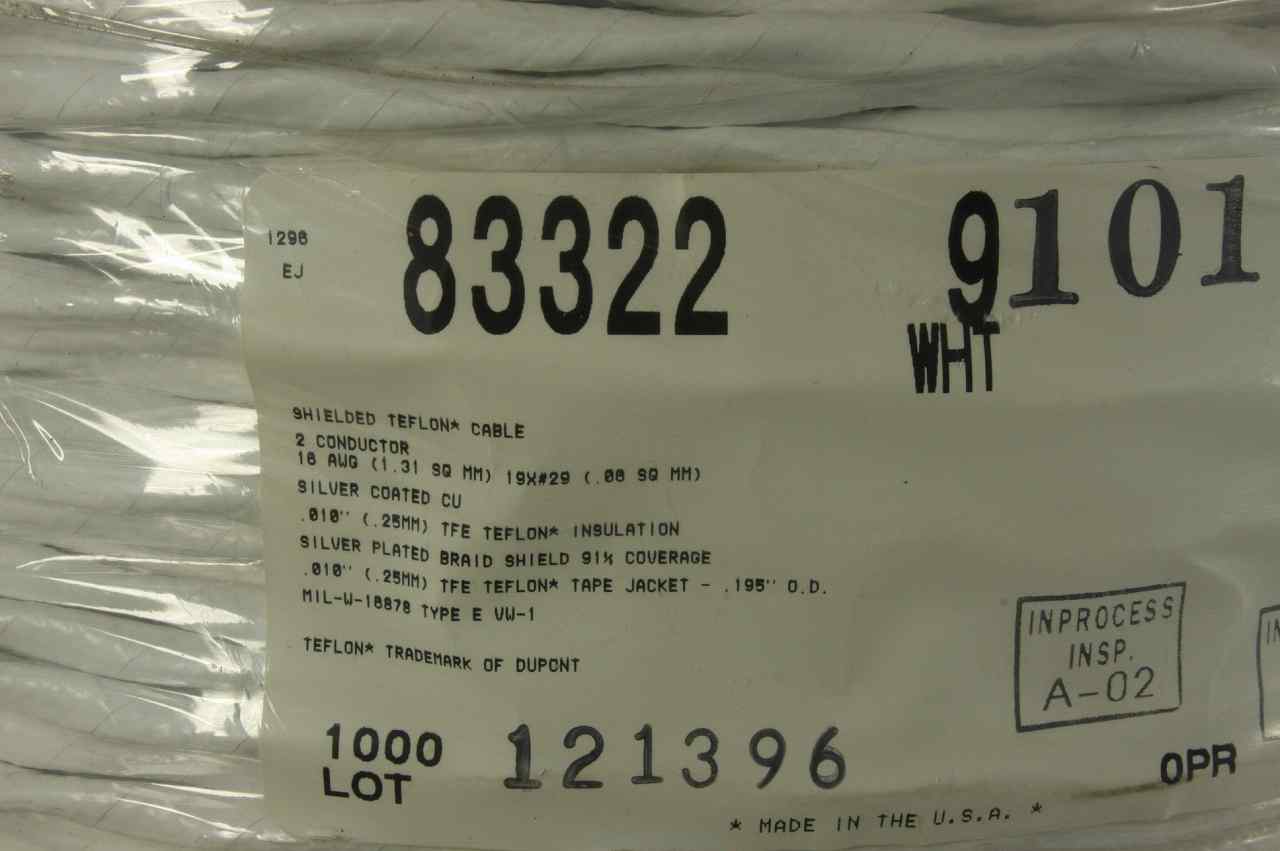 1296
EJ
83322
9101
WHT
SHIELDED TEFLON* CABLE
2 CONDUCTOR
16 AWG (1.31 SQ MM) 19X#29 (.06 SQ MM)
SILVER COATED CU
.010" (.25MM) TFE TEFLON* INSULATION
SILVER PLATED BRAID SHIELD 91% COVERAGE
.010" (.25MM) TFE TEFLON* TAPE JACKET - .195" O.D.
MIL-W-16878 TYPE E VW-1
TEFLON* TRADEMARK OF DUPONT
INPROCESS
INSP.
A-02
IN
1000
LOT
121396
OPR
* MADE IN THE U.S.A. *